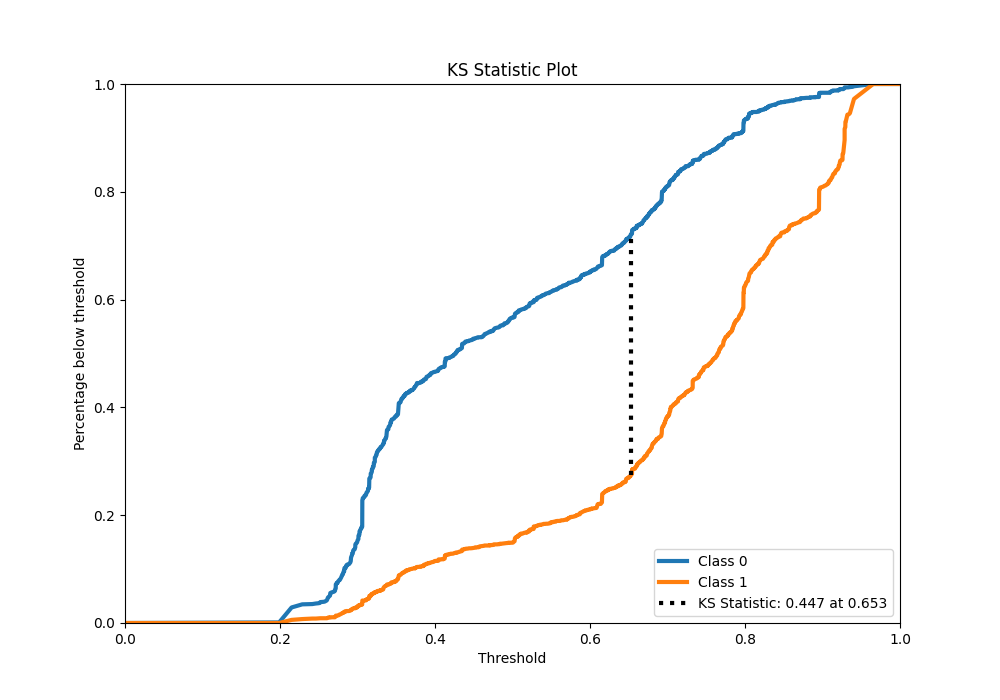 KS Statistic Plot
Percentage below threshold
1.0
0.8
0.6
0.4
0.2
0.0
0.0 0.2 0.4 0.6 0.8 1.0
Threshold
Class 0
Class 1
KS Statistic: 0.447 at 0.653